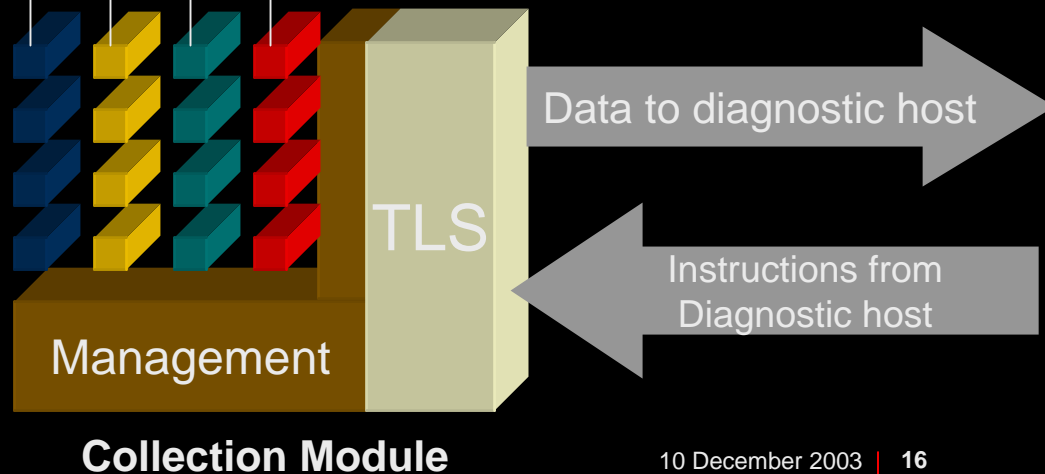 Data to diagnostic host
TLS
Instructions from
Diagnostic host
Management
Collection Module
10 December 2003 | 16